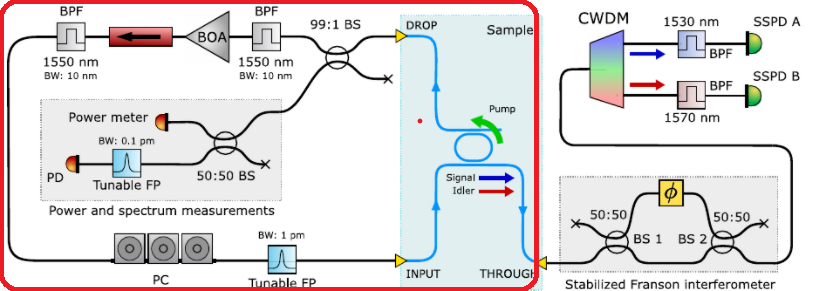 BPF
BPF
99:1 BS
DROP
Sample
BOA
1550 nm
BW: 10 nm
1550 nm
BW: 10 nm
Power meter
BW: 0.1 pm
PD
Tunable FP
50:50 BS
Power and spectrum measurements
Pump
Signal
Idler
BW: 1 pm
PC
Tunable FP
INPUT
THROUGH
CWDM
1530 nm
SSPD A
BPF
SSPD B
BPF
1570 nm
ϕ
50:50
50:50
BS 1
BS 2
Stabilized Franson interferometer